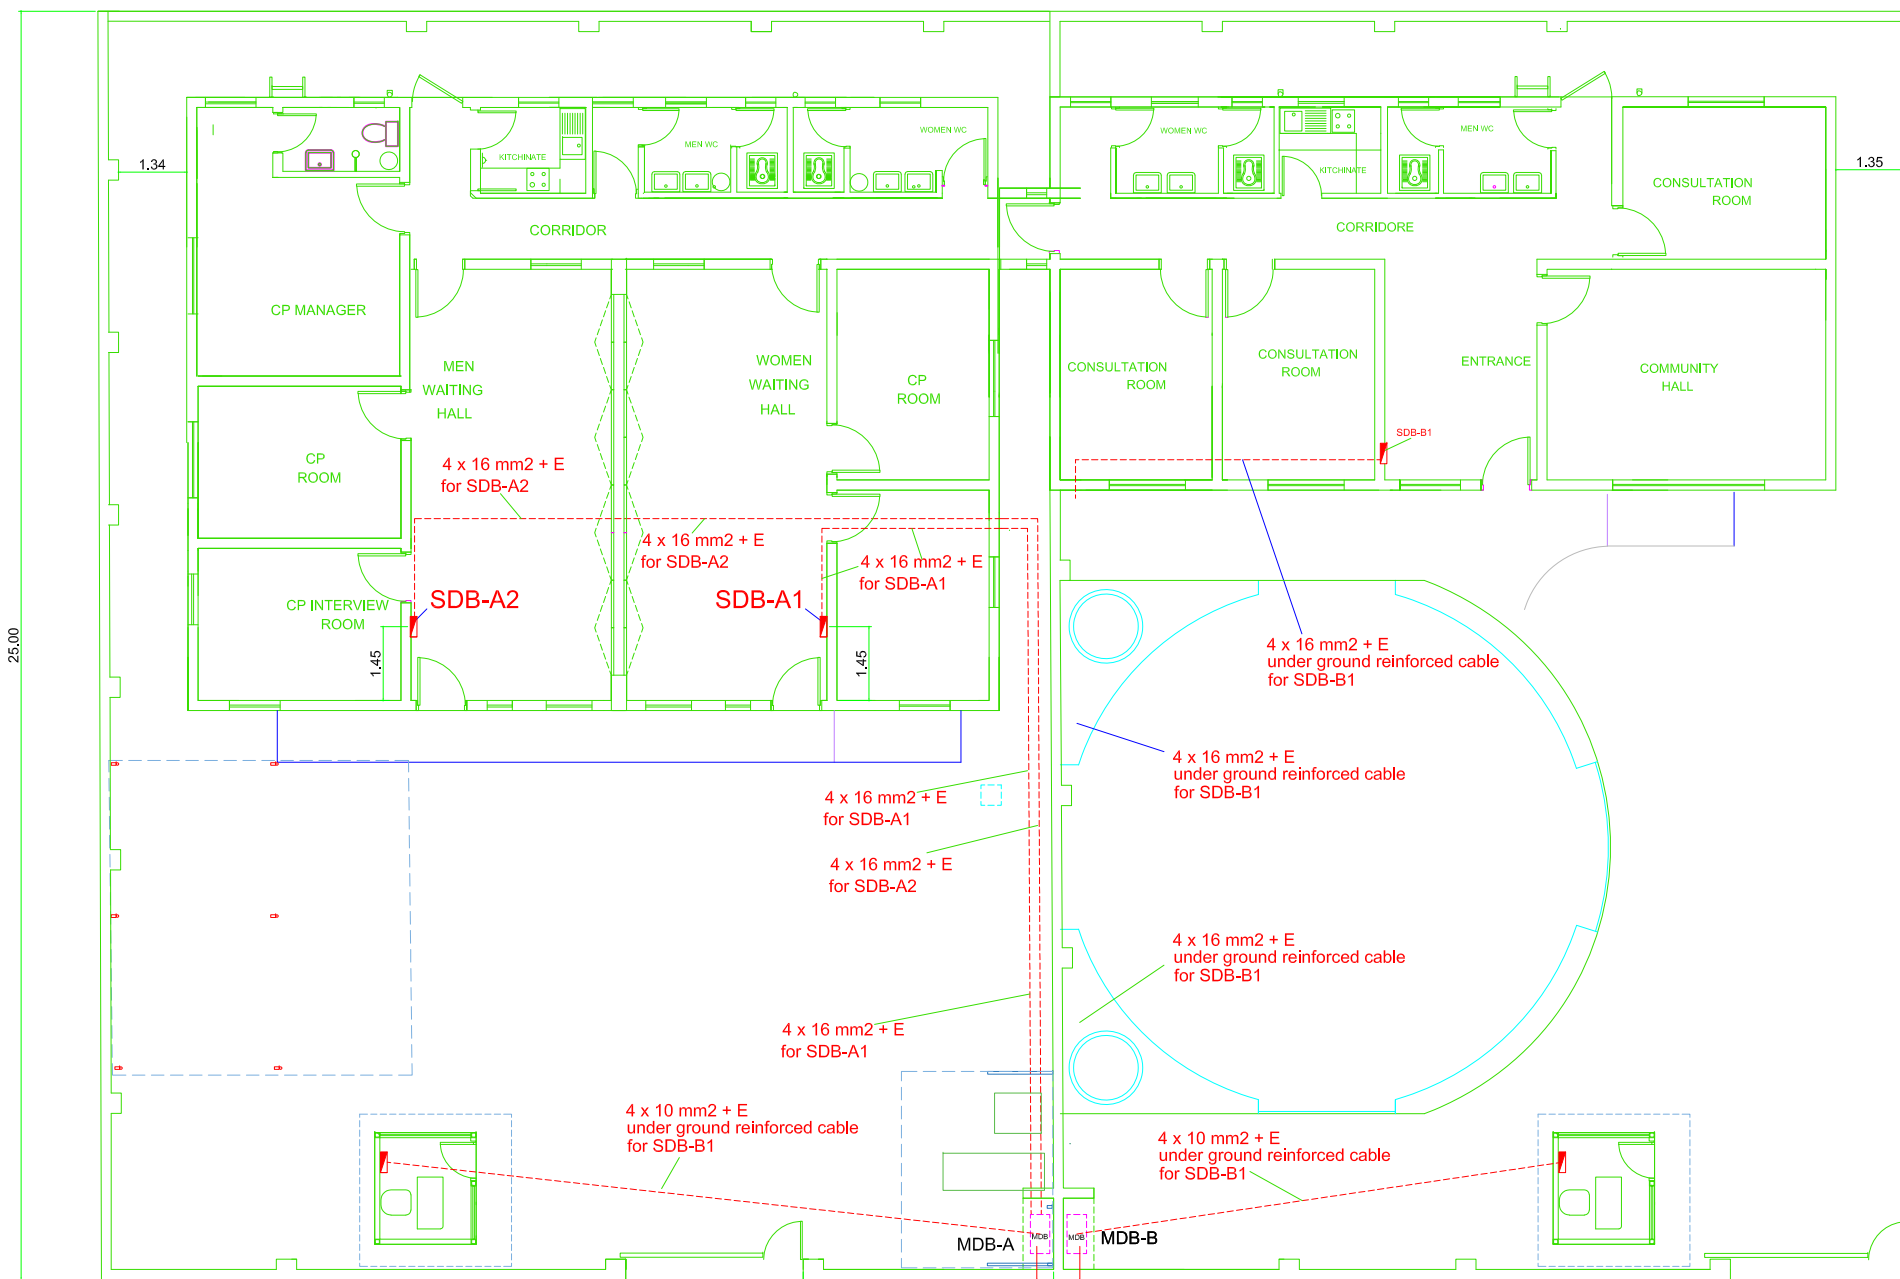 WOMEN WC
MEN WC
KITCHINATE
WOMEN WC
MEN WC
KITCHINATE
1.34
1.35
CONSULTATION
ROOM
CORRIDOR
CORRIDORE
CP MANAGER
MEN
WAITING
HALL
WOMEN
WAITING
HALL
CP
ROOM
CONSULTATION
ROOM
CONSULTATION
ROOM
ENTRANCE
COMMUNITY
HALL
SDB-B1
CP
ROOM
4 x 16 mm2 + E
for SDB-A2
4 x 16 mm2 + E
for SDB-A2
4 x 16 mm2 + E
for SDB-A1
CP INTERVIEW
ROOM
SDB-A2
SDB-A1
1.45
1.45
25.00
4 x 16 mm2 + E
under ground reinforced cable
for SDB-B1
4 x 16 mm2 + E
under ground reinforced cable
for SDB-B1
4 x 16 mm2 + E
for SDB-A1
4 x 16 mm2 + E
for SDB-A2
4 x 16 mm2 + E
under ground reinforced cable
for SDB-B1
4 x 16 mm2 + E
for SDB-A1
4 x 10 mm2 + E
under ground reinforced cable
for SDB-B1
4 x 10 mm2 + E
under ground reinforced cable
for SDB-B1
MDB-A
MDB
MDB
MDB-B